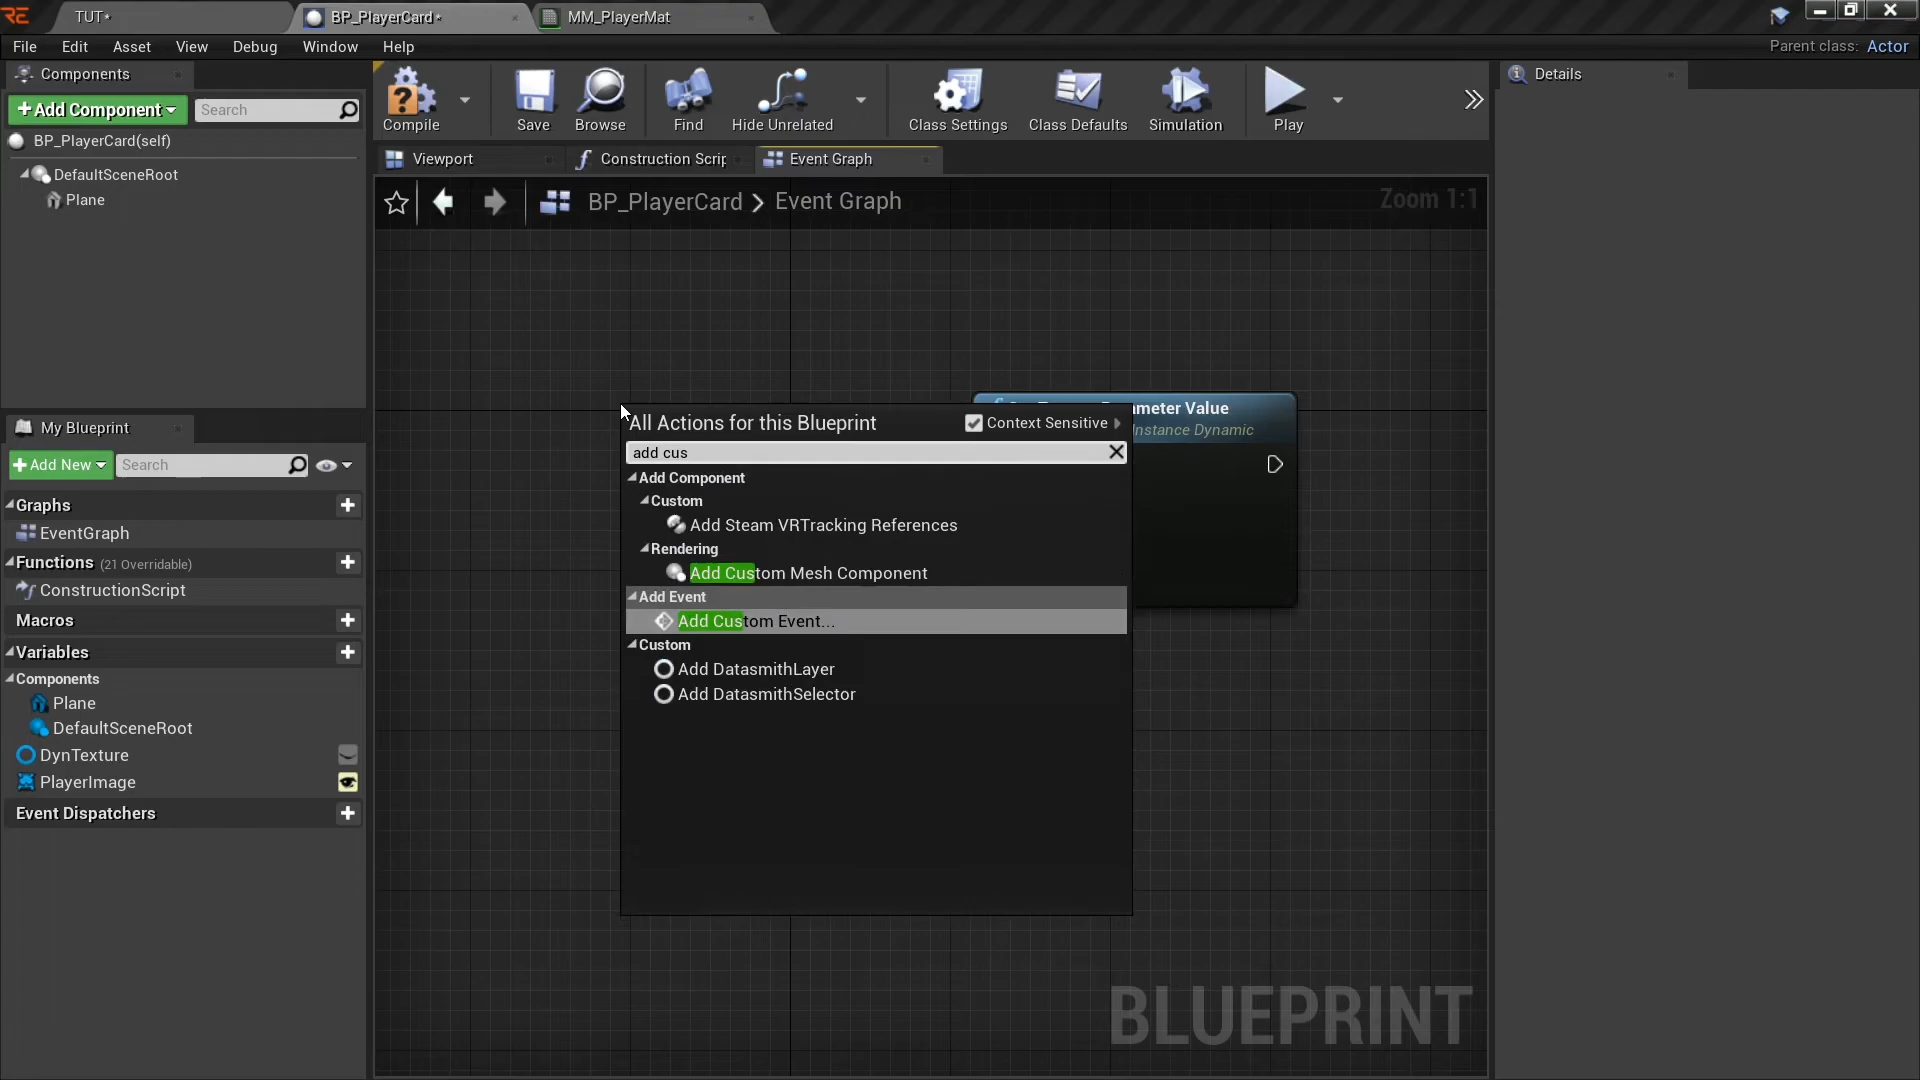 TUT*
BP_PlayerCard*
MM_PlayerMat
File Edit Asset View Debug Window Help
Parent class: Actor
Components
Details
+Add Component
Search
BP_PlayerCard(self)
DefaultSceneRoot
Plane
Compile
Save
Browse
Find
Hide Unrelated
Class Settings
Class Defaults
Simulation
Play
Viewport
Construction Scrip
Event Graph
BP_PlayerCard > Event Graph
Zoom 1:1
ameter Value
Instance Dynamic
All Actions for this Blueprint
Context Sensitive
add cus
Add Component
Custom
Add Steam VRTracking References
Rendering
Add Custom Mesh Component
Add Event
Add Custom Event...
Custom
Add DatasmithLayer
Add DatasmithSelector
My Blueprint
+Add New
Search
Graphs
EventGraph
Functions (21 Overridable)
ConstructionScript
Macros
Variables
Components
Plane
DefaultSceneRoot
DynTexture
PlayerImage
Event Dispatchers
BLUEPRINT